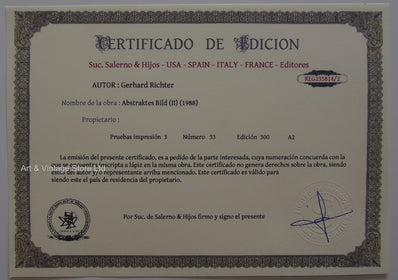 CERTIFICADO DE EDICION
Suc. Salerno & Hijos - USA - SPAIN - ITALY - FRANCE - Editores
AUTOR : Gerhard Richter
Nombre de la obra : Abstraktes Bild (II) (1988)
Propietario :
Pruebas impresión 3 Número 33 Edición 300 A2
La emisión del presente certificado, es a pedido de la parte interesada, cuya numeración concuerda con la
que se encuentra inscripta a lápiz en la misma obra. Este certificado no genera derechos sobre la obra, siendo
autor y/o representante arriba mencionado. Este certificado es válido para
siendo este el país de residencia del propietario.
Art & Vintage
Por Suc. de Salerno & Hijos firmo y signo el presente